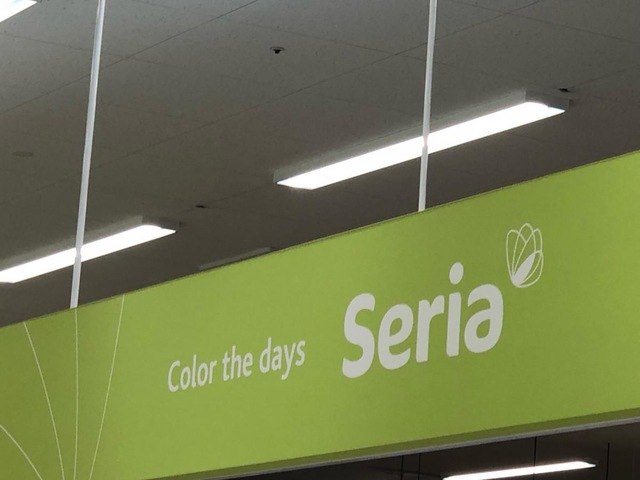 Color the days Seria